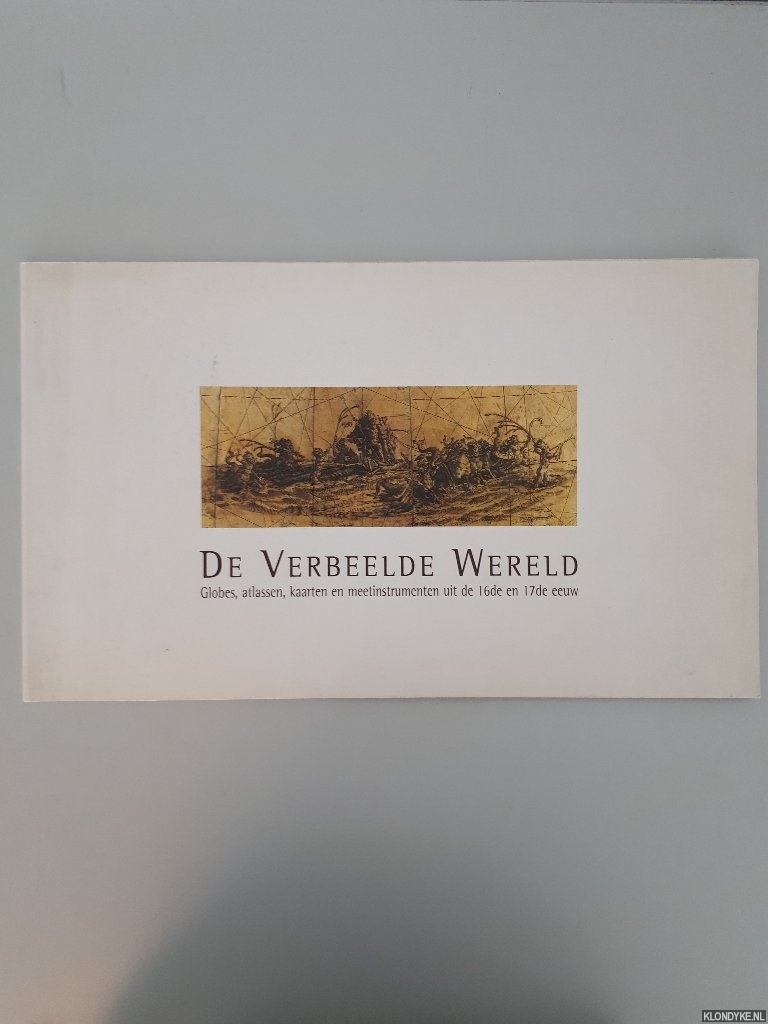 DE VERBEELDE WERELD
Globes, atlassen, kaarten en meetinstrumenten uit de 16de en 17de eeuw
KLONDYKE.NL